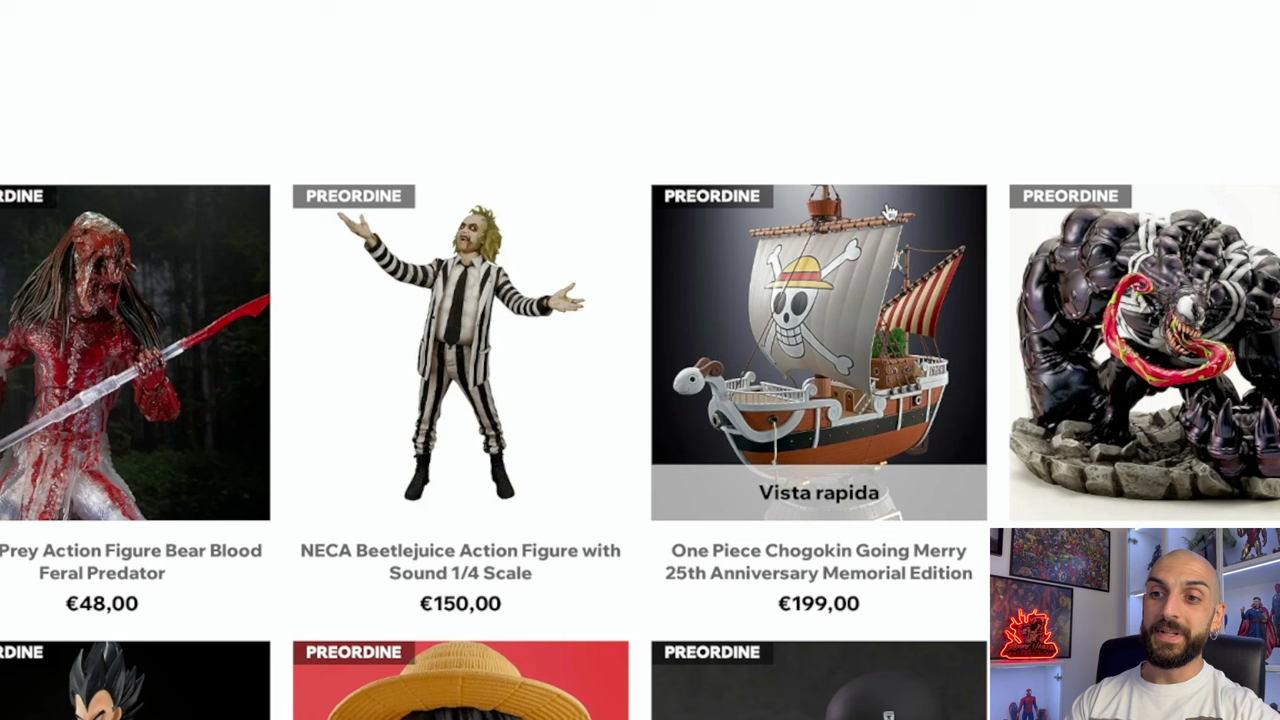 RDINE
PREORDINE
PREORDINE
PREORDINE
Vista rapida
Prey Action Figure Bear Blood
Feral Predator
€48,00
NECA Beetlejuice Action Figure with
Sound 1/4 Scale
€150,00
One Piece Chogokin Going Merry
25th Anniversary Memorial Edition
€199,00
RDINE
PREORDINE
PREORDINE